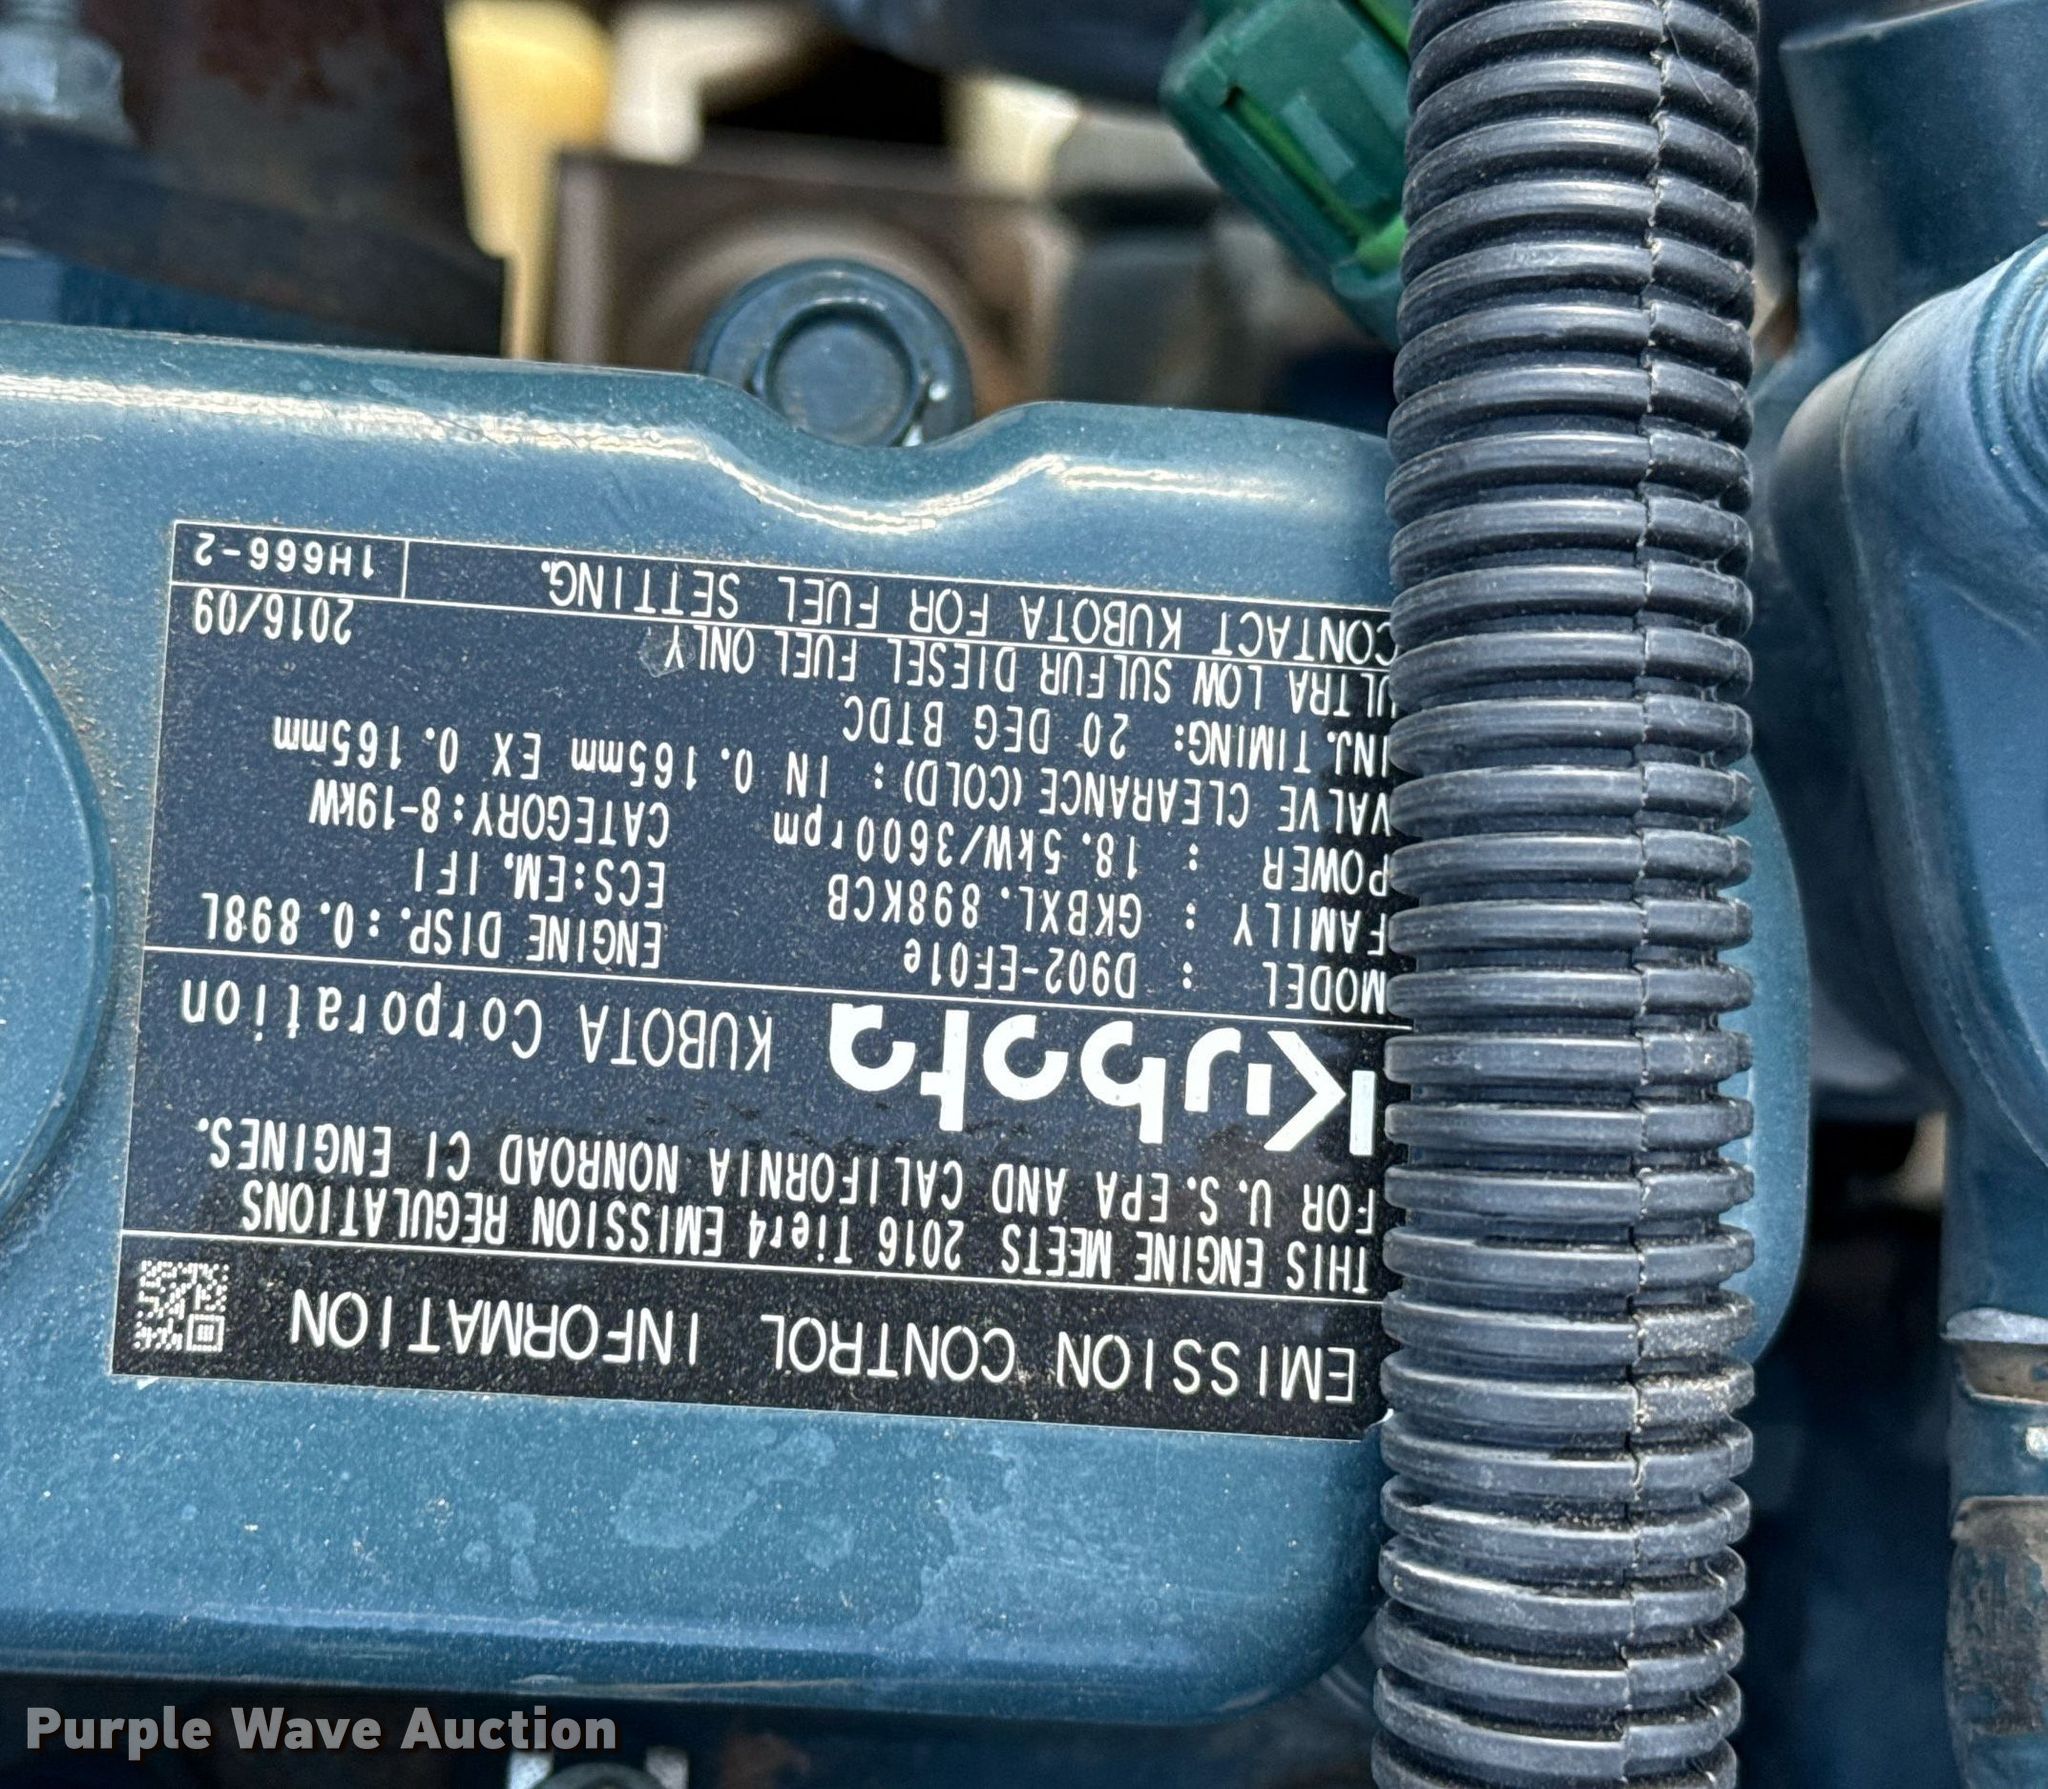 EMISSION CONTROL INFORMATION
THIS ENGINE MEETS 2016 Tier4 EMISSION REGULATIONS
FOR U.S. EPA AND CALIFORNIA NONROAD CI ENGINES.
Kubota KUBOTA Corporation
MODEL : D902-EF01e ENGINE DISP.:0.898L
FAMILY : GKBXL.898KCB ECS:EM, IFI
POWER : 18.5kW/3600rpm CATEGORY:8-19kW
VALVE CLEARANCE(COLD): IN 0.165mm EX 0.165mm
INJ.TIMING: 20 DEG BTDC
ULTRA LOW SULFUR DIESEL FUEL ONLY 2016/09
CONTACT KUBOTA FOR FUEL SETTING. 1H666-2
Purple Wave Auction